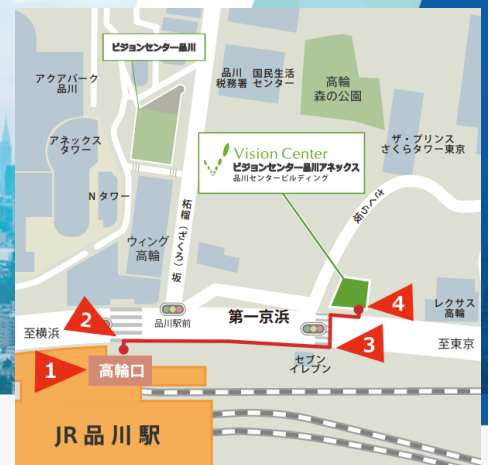 ビジョンセンター品川
アクアパーク
品川
品川
税務署
国民生活
センター
高輪
森の公園
アネックス
タワー
Vision Center
ビジョンセンター品川アネックス
品川センタービルディング
ザ・プリンス
さくらタワー東京
Nタワー
さくら坂
柘榴(ざくろ)坂
ウィング
高輪
2
品川駅前
第一京浜
4
レクサス
高輪
至横浜
3
至東京
1
高輪口
セブン
イレブン
JR品川駅